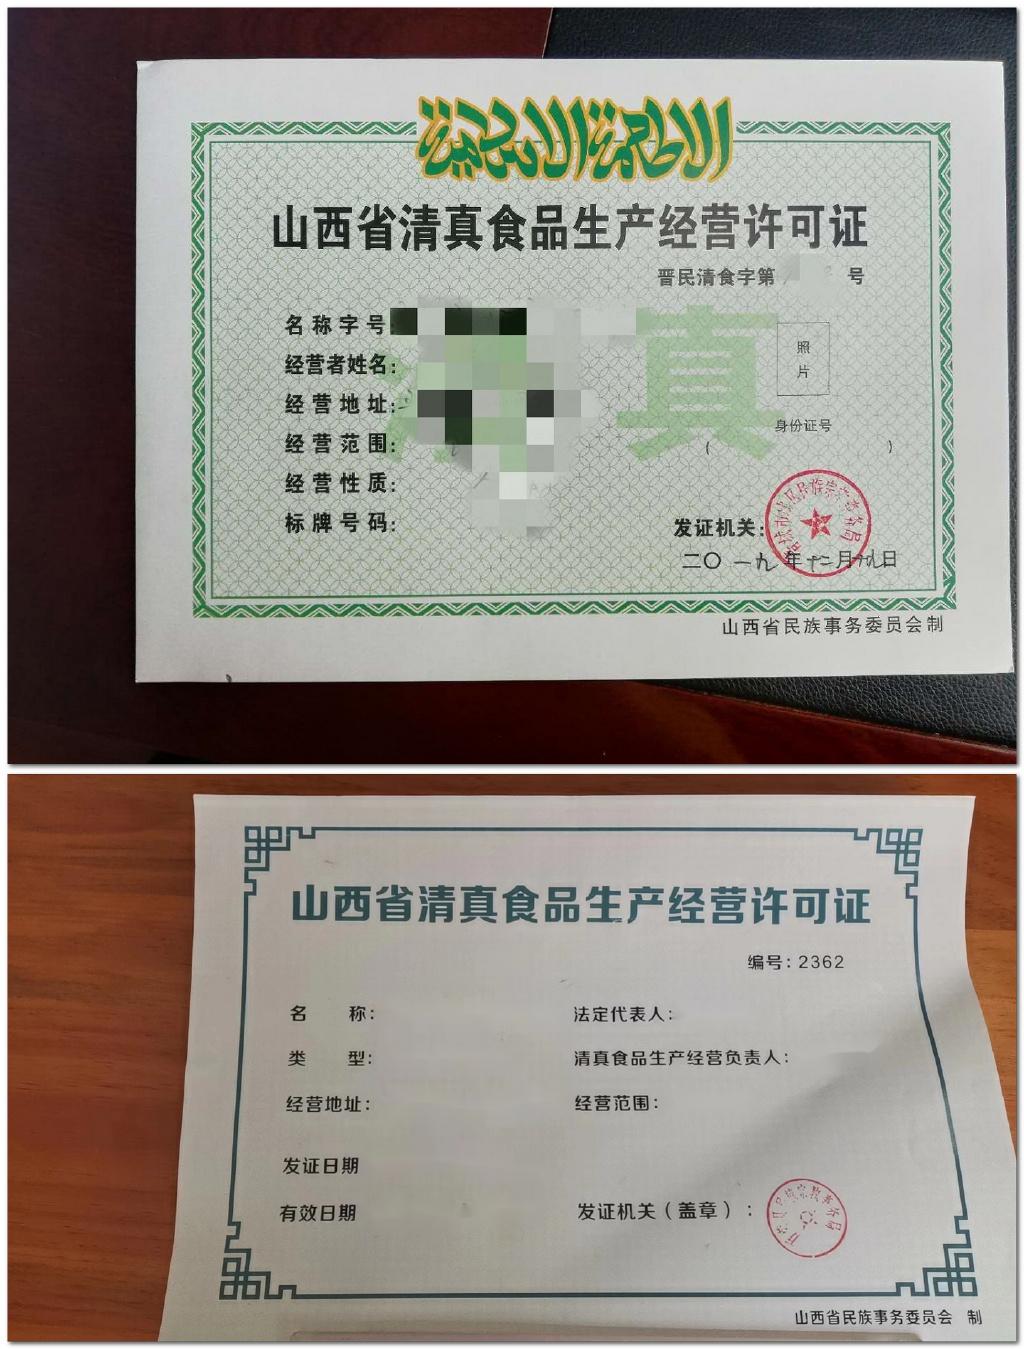 山西省清真食品生产经营许可证
晋民清食字第 号
名称字号:
经营者姓名:
经营地址:
经营范围:
经营性质:
标牌号码:
真
照
片
身份证号
( )
发证机关:
二〇一九年十二月十九日
山西省民族事务委员会制
山西省清真食品生产经营许可证
编号:2362
名 称:
法定代表人:
类 型:
清真食品生产经营负责人:
经营地址:
经营范围:
发证日期
有效日期
发证机关(盖章):
山西省民族事务委员会 制